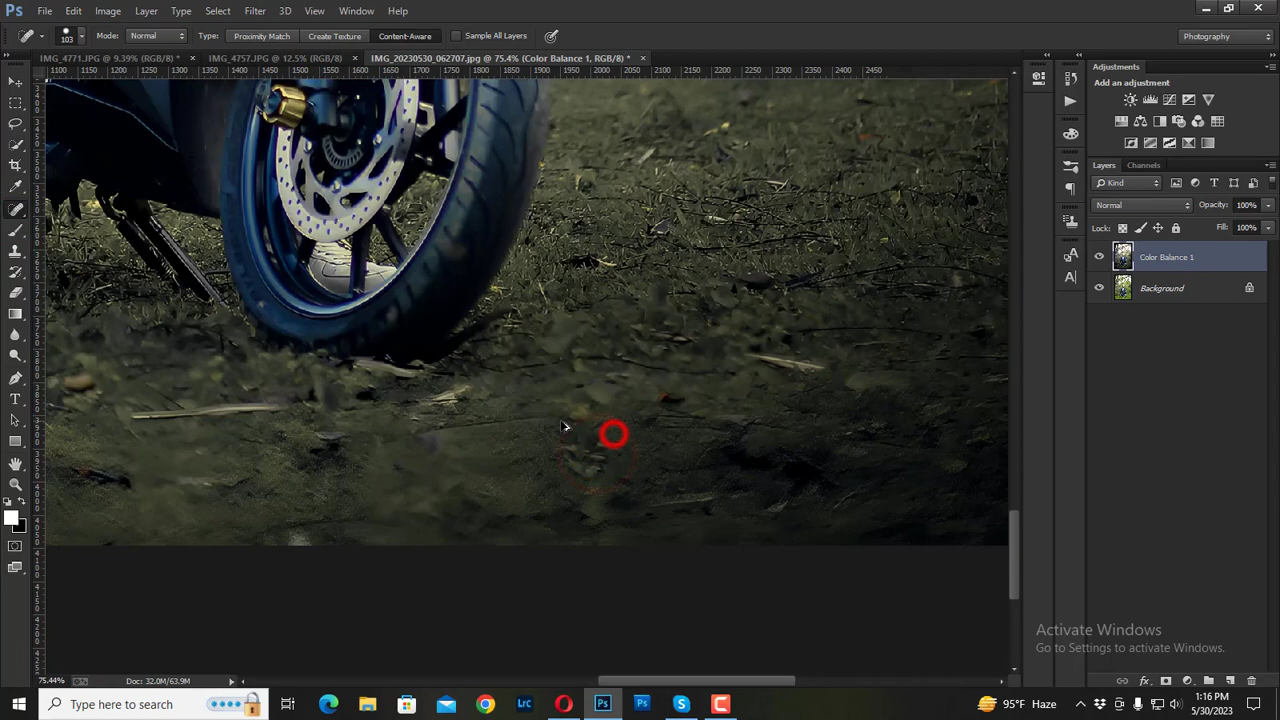 Ps File Edit Image Layer Type Select Filter 3D View Window Help
103 Mode: Normal Type: Proximity Match Create Texture Content-Aware Sample All Layers Photography
IMG_4771.JPG @ 9.39% (RGB/8*) * × IMG_4757.JPG @ 12.5% (RGB/8) × IMG_20230530_062707.jpg @ 75.4% (Color Balance 1, RGB/8*) * ×
1100 1150 1200 1250 1300 1350 1400 1450 1500 1550 1600 1650 1700 1750 1800 1850 1900 1950 2000 2050 2100 2150 2200 2250 2300 2350 2400 2450
Adjustments
Add an adjustment
Layers Channels
Kind
Normal Opacity: 100%
Lock: Fill: 100%
Color Balance 1
Background
Activate Windows
Go to Settings to activate Windows.
75.44% Doc: 32.0M/63.9M
Type here to search
Lrc Ps Ps
95°F Haze
1:16 PM
5/30/2023